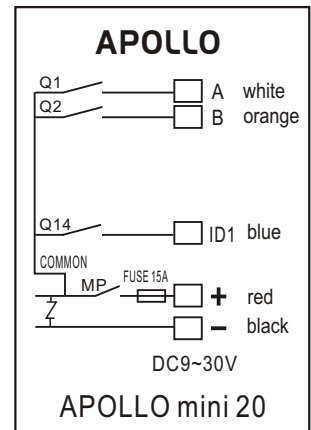 APOLLO
Q1 A white
Q2 B orange
Q14 ID1 blue
COMMON
MP FUSE 15A + red
− black
DC9~30V
APOLLO mini 20